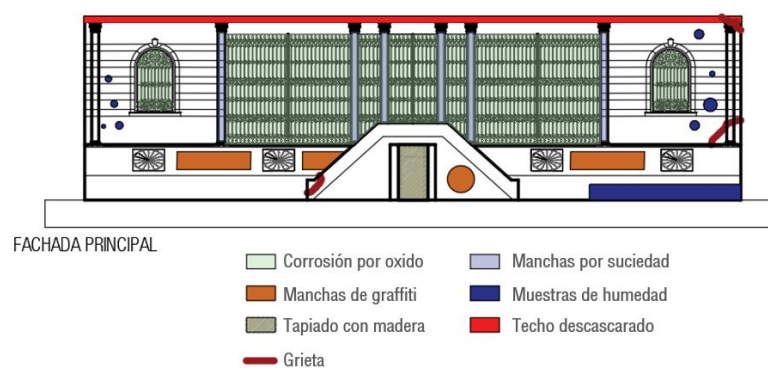 FACHADA PRINCIPAL
Corrosión por oxido
Manchas por suciedad
Manchas de graffiti
Muestras de humedad
Tapiado con madera
Techo descascarado
Grieta